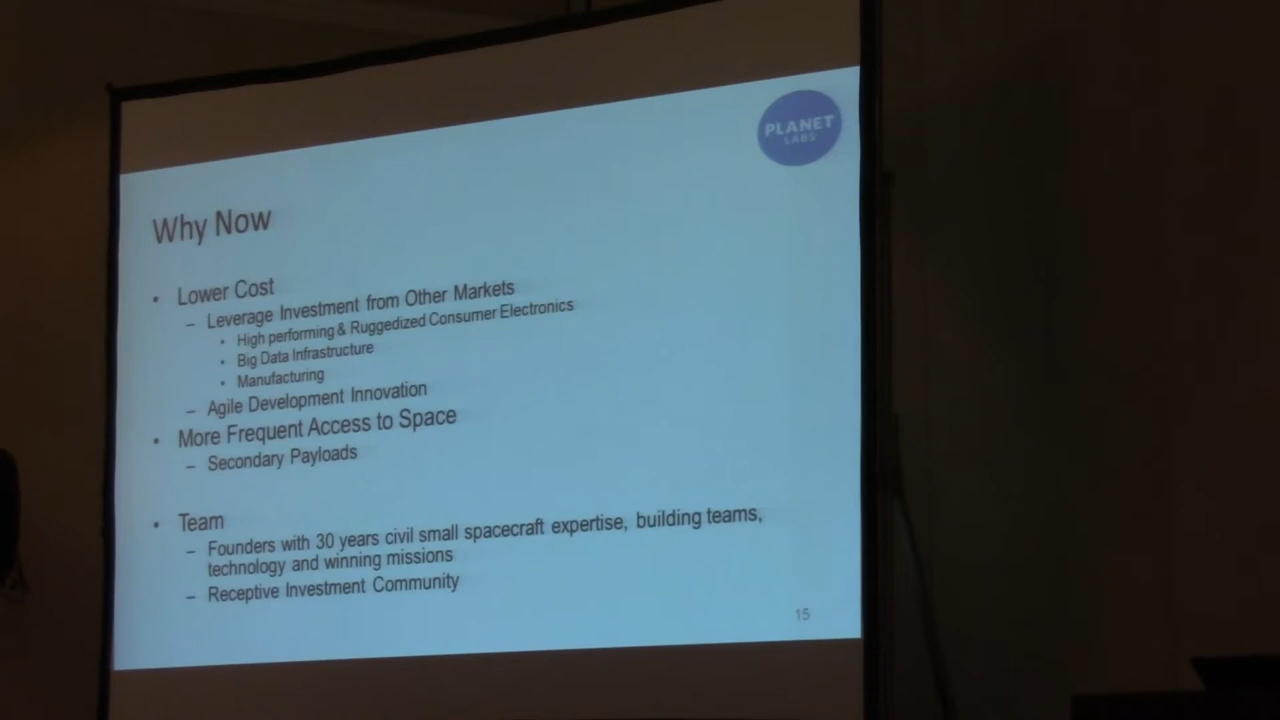 PLANET
LABS
Why Now
• Lower Cost
– Leverage Investment from Other Markets
• High performing & Ruggedized Consumer Electronics
• Big Data Infrastructure
• Manufacturing
– Agile Development Innovation
• More Frequent Access to Space
– Secondary Payloads
• Team
– Founders with 30 years civil small spacecraft expertise, building teams,
technology and winning missions
– Receptive Investment Community
15